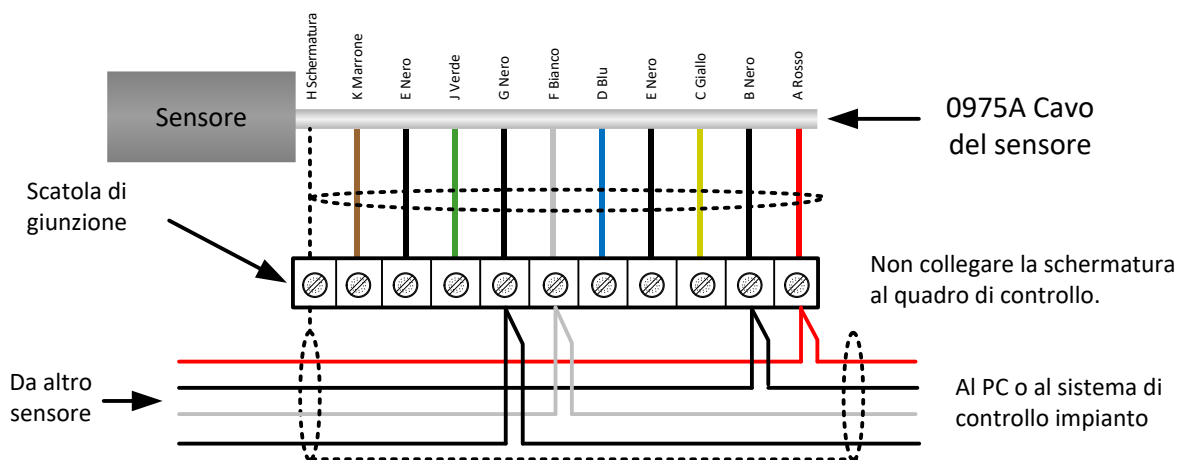 H Schermatura
K Marrone
E Nero
J Verde
G Nero
F Bianco
D Blu
E Nero
C Giallo
B Nero
A Rosso
Sensore
0975A Cavo
del sensore
Scatola di
giunzione
Non collegare la schermatura
al quadro di controllo.
Da altro
sensore
Al PC o al sistema di
controllo impianto